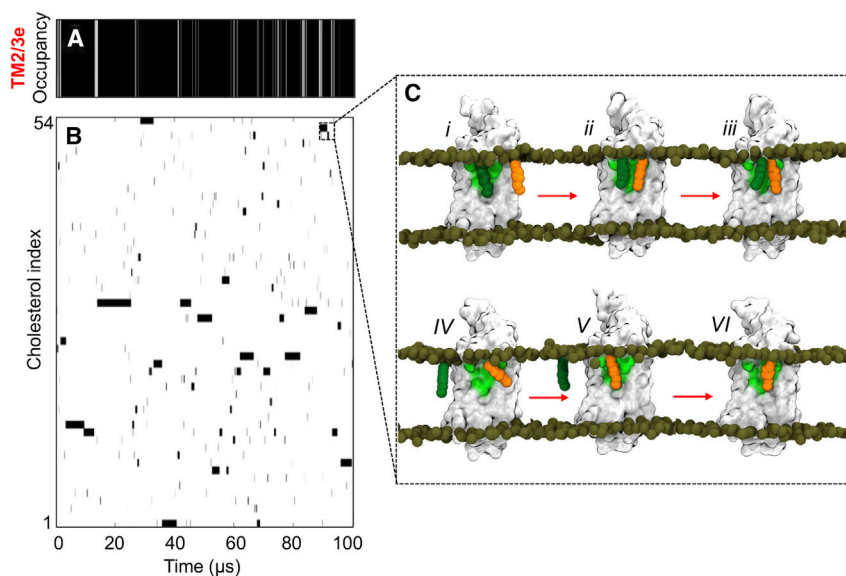 TM2/3e
Occupancy
A
54
B
Cholesterol index
1
0 20 40 60 80 100
Time (μs)
C
i ii iii
IV V VI